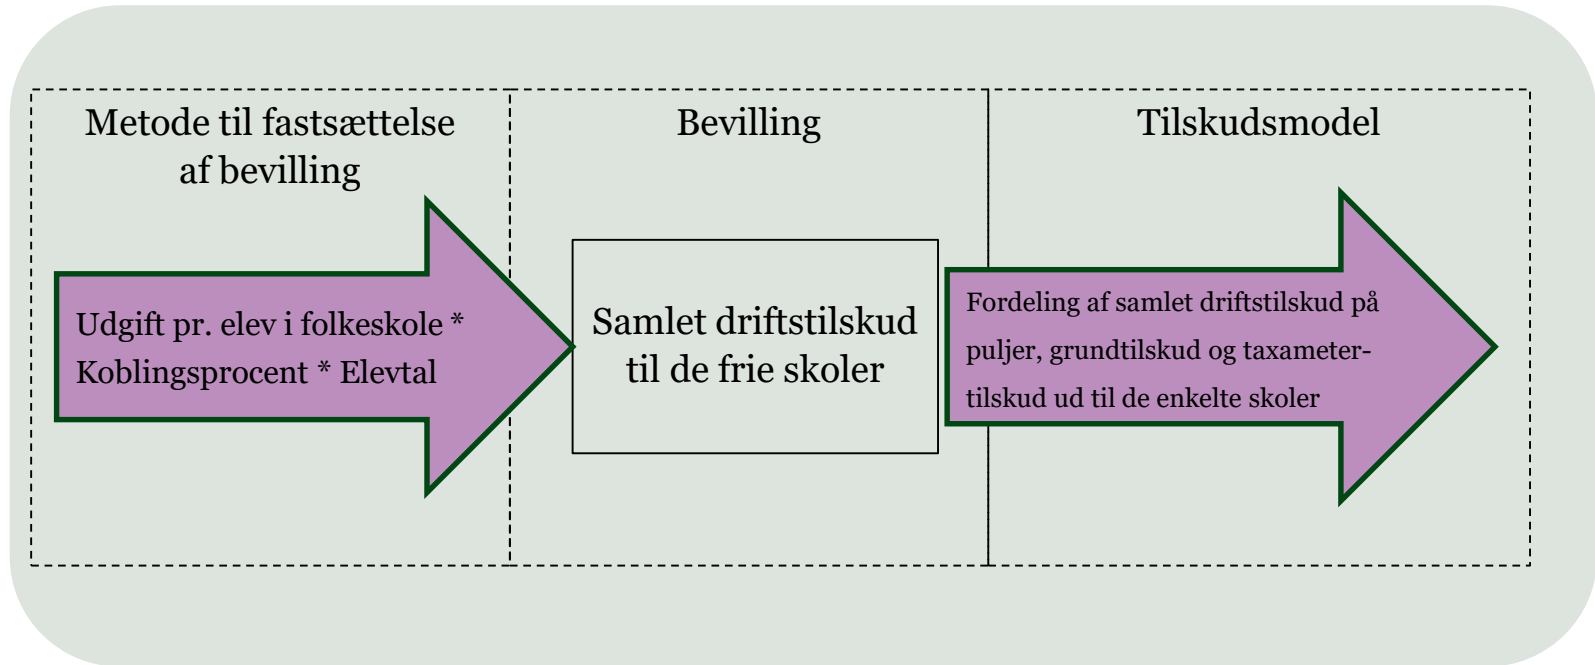 Metode til fastsættelse
af bevilling
Bevilling
Tilskudsmodel
Udgift pr. elev i folkeskole *
Koblingsprocent * Elevtal
Samlet driftstilskud
til de frie skoler
Fordeling af samlet driftstilskud på
puljer, grundtilskud og taxameter-
tilskud ud til de enkelte skoler